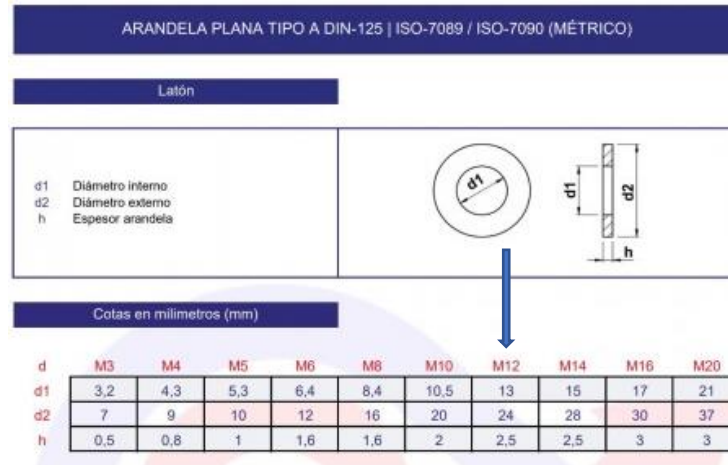 ARANDELA PLANA TIPO A DIN-125 | ISO-7089 / ISO-7090 (MÉTRICO)
Latón
d1 Diámetro interno
d2 Diámetro externo
h Espesor arandela
d1
d1
d2
h
Cotas en milimetros (mm)
d M3 M4 M5 M6 M8 M10 M12 M14 M16 M20
d1 3,2 4,3 5,3 6,4 8,4 10,5 13 15 17 21
d2 7 9 10 12 16 20 24 28 30 37
h 0,5 0,8 1 1,6 1,6 2 2,5 2,5 3 3